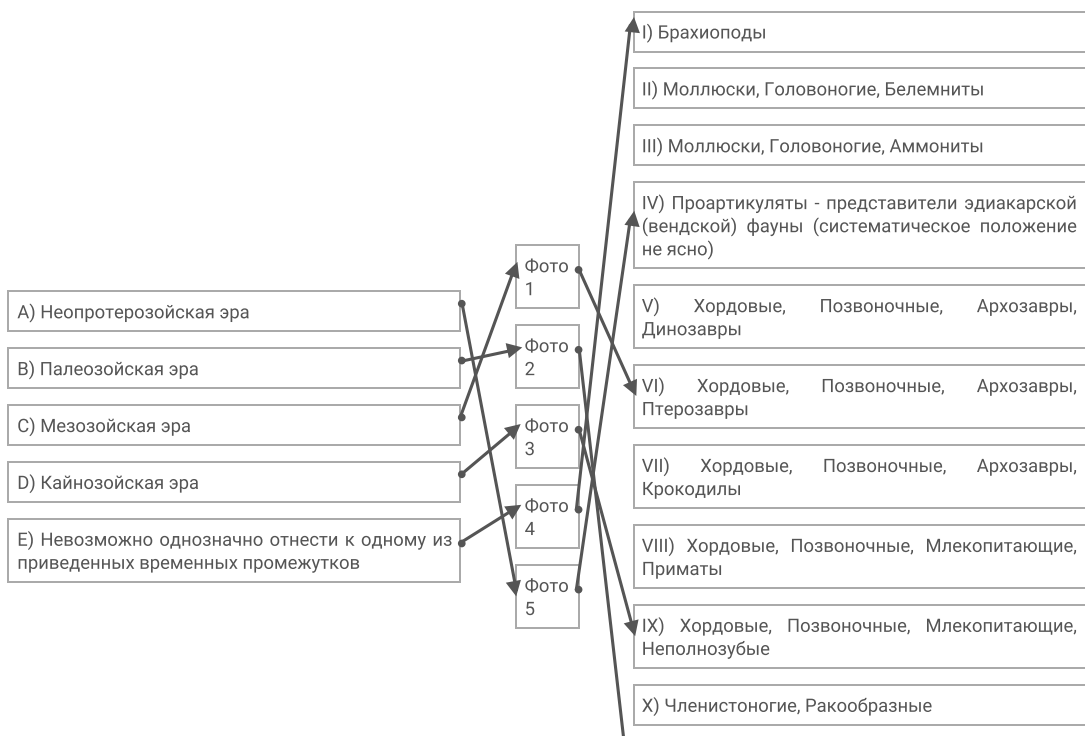 A) Неопротерозойская эра
B) Палеозойская эра
C) Мезозойская эра
D) Кайнозойская эра
E) Невозможно однозначно отнести к одному из
приведенных временных промежутков
Фото
1
Фото
2
Фото
3
Фото
4
Фото
5
I) Брахиоподы
II) Моллюски, Головоногие, Белемниты
III) Моллюски, Головоногие, Аммониты
IV) Проартикуляты - представители эдиакарской
(вендской) фауны (систематическое положение
не ясно)
V) Хордовые, Позвоночные, Архозавры,
Динозавры
VI) Хордовые, Позвоночные, Архозавры,
Птерозавры
VII) Хордовые, Позвоночные, Архозавры,
Крокодилы
VIII) Хордовые, Позвоночные, Млекопитающие,
Приматы
IX) Хордовые, Позвоночные, Млекопитающие,
Неполнозубые
X) Членистоногие, Ракообразные